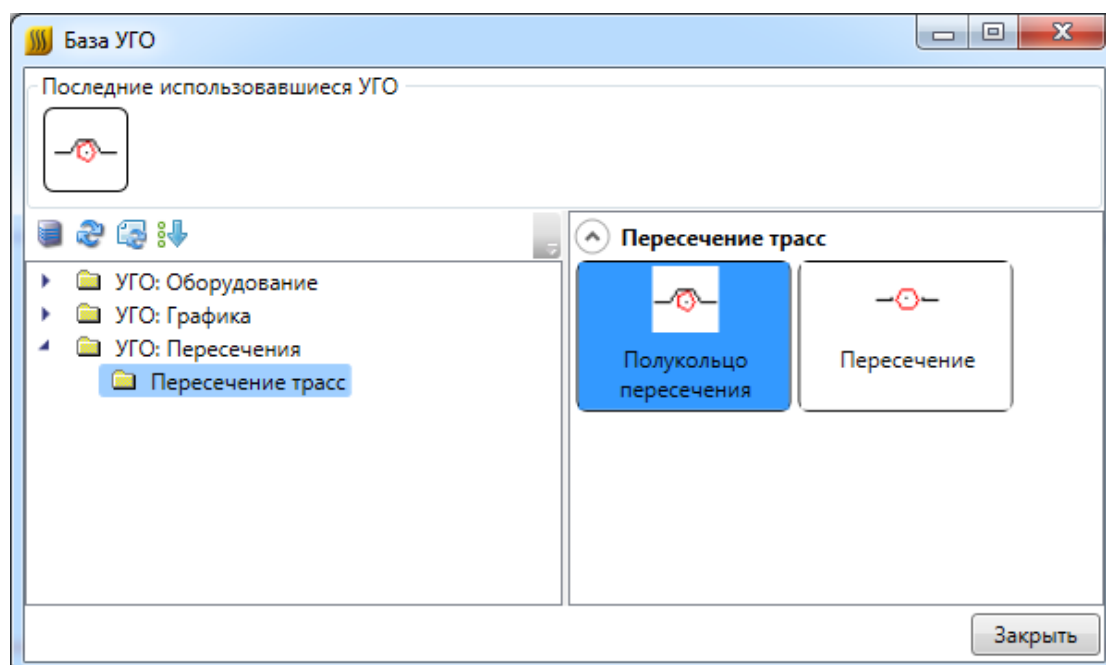 База УГО
Последние использовавшиеся УГО
УГО: Оборудование
УГО: Графика
УГО: Пересечения
Пересечение трасс
Пересечение трасс
Полукольцо
пересечения
Пересечение
Закрыть